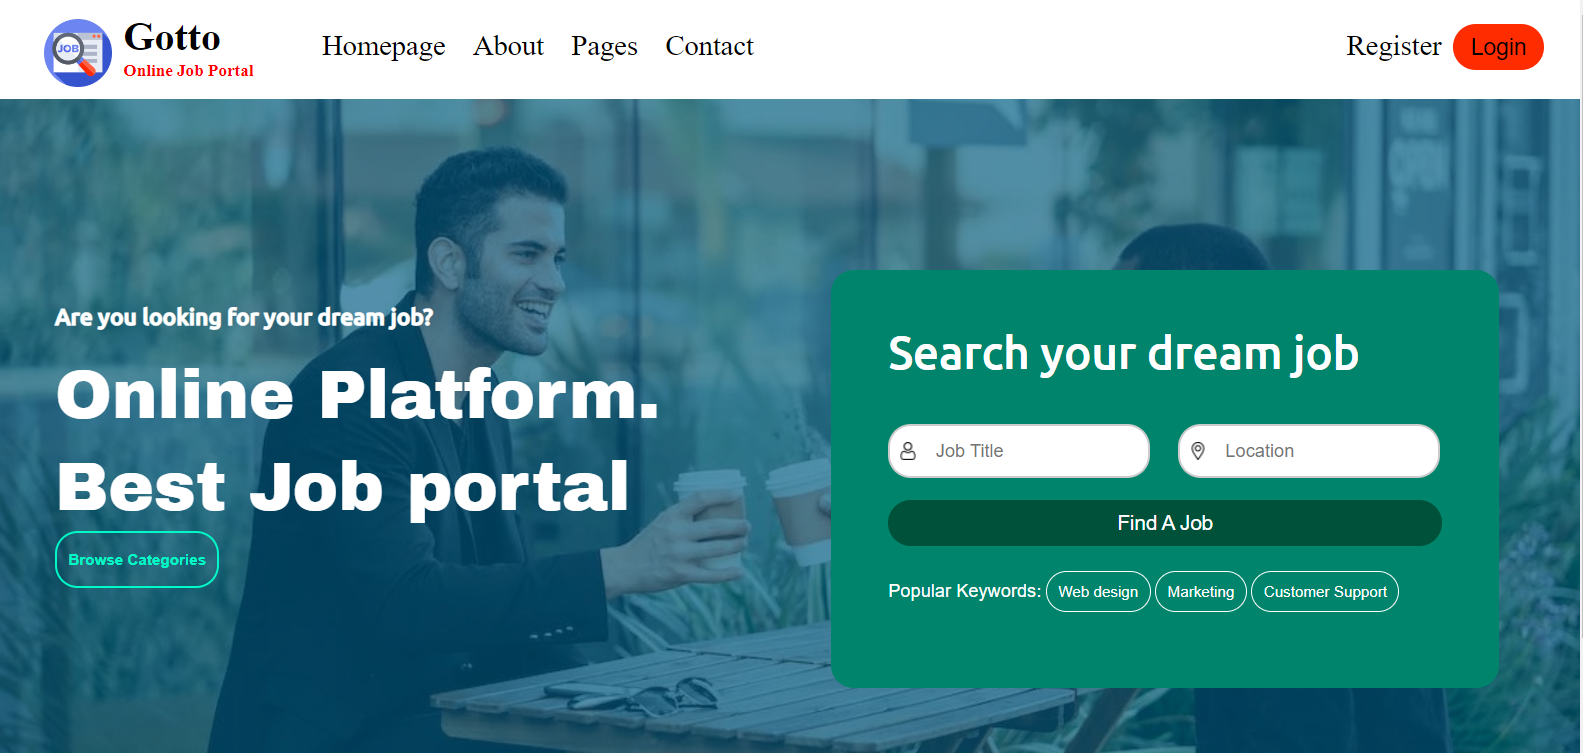 JOB
Gotto
Online Job Portal
Homepage About Pages Contact
Register Login
OPEN
Are you looking for your dream job?
Online Platform.
Best Job portal
Browse Categories
Search your dream job
Job Title Location
Find A Job
Popular Keywords: Web design Marketing Customer Support